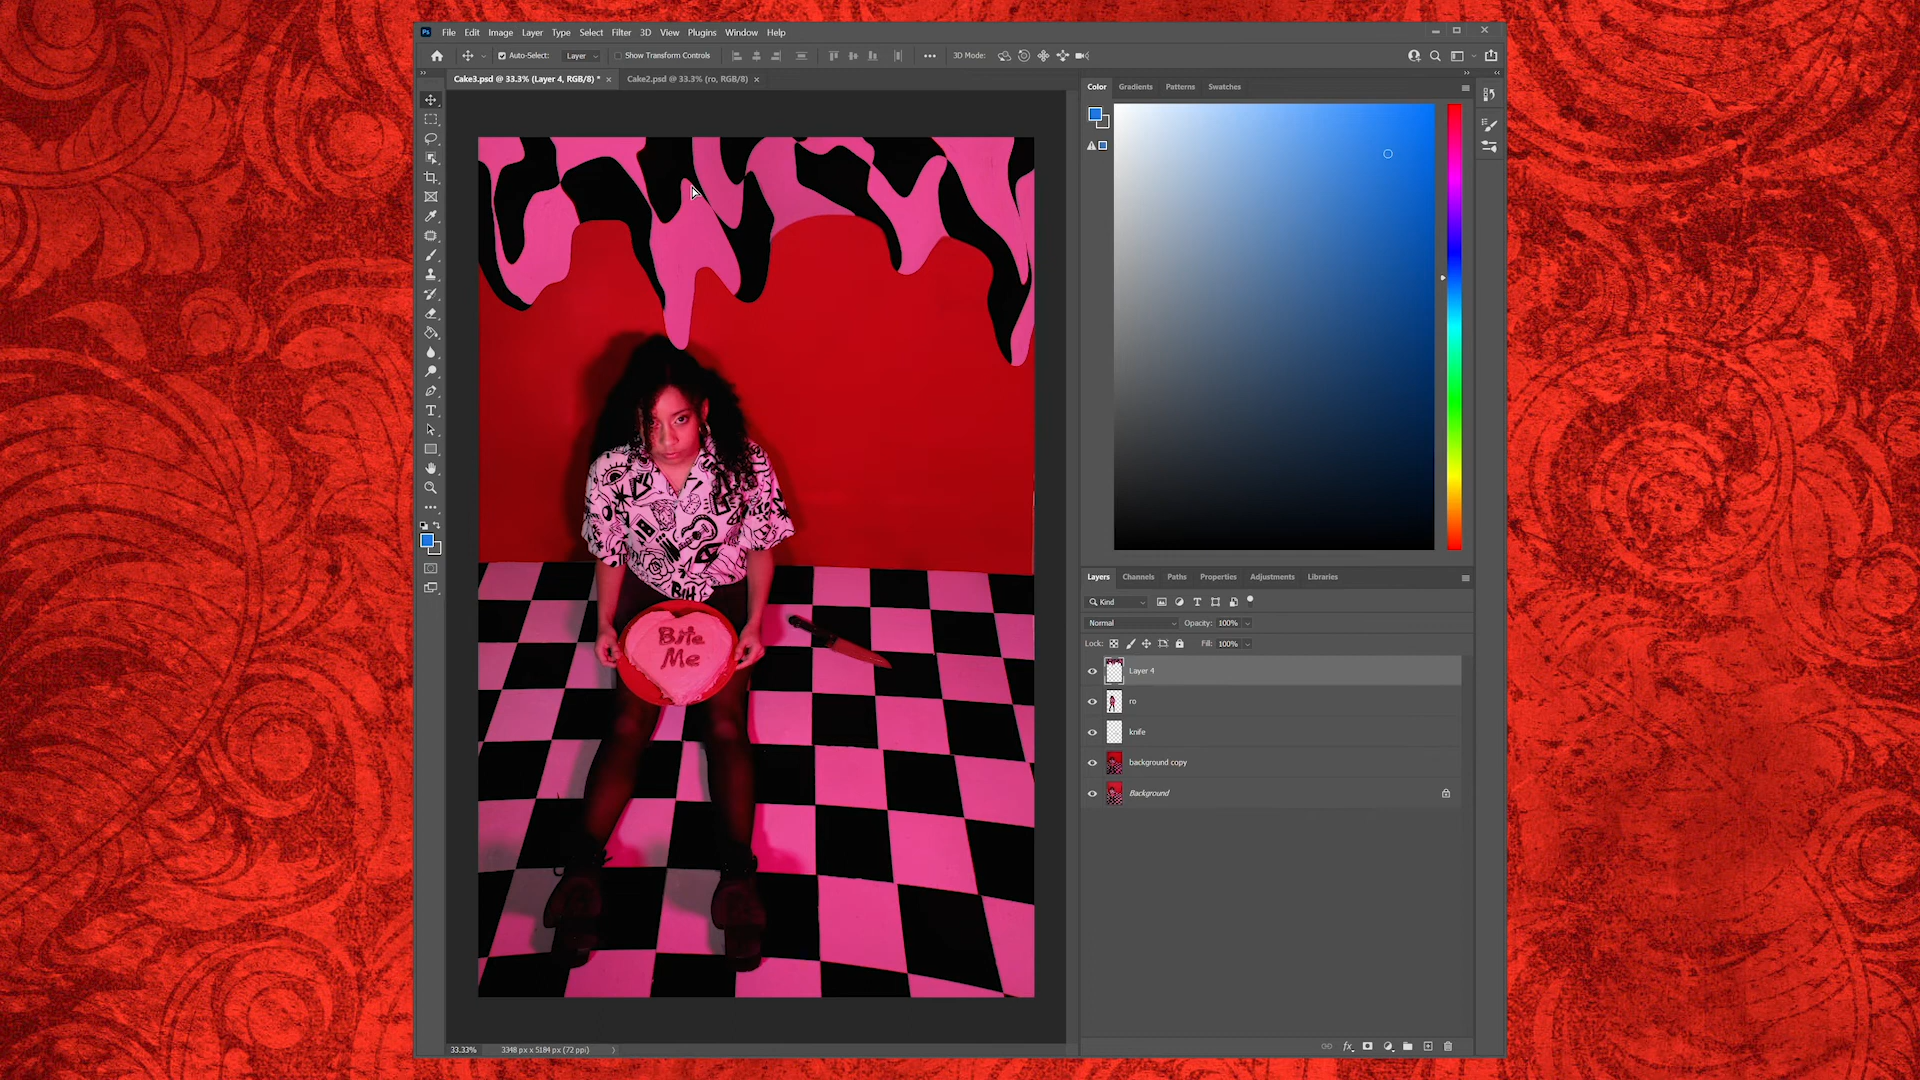 Ps File Edit Image Layer Type Select Filter 3D View Plugins Window Help
Auto-Select: Layer Show Transform Controls 3D Mode:
Cake3.psd @ 33.3% (Layer 4, RGB/8) * Cake2.psd @ 33.3% (ro, RGB/8)
Color Gradients Patterns Swatches
Bite
Me
Layers Channels Paths Properties Adjustments Libraries
Kind
Normal Opacity: 100%
Lock: Fill: 100%
Layer 4
ro
knife
background copy
Background
fx
33.33% 3348 px x 5184 px (72 ppi)